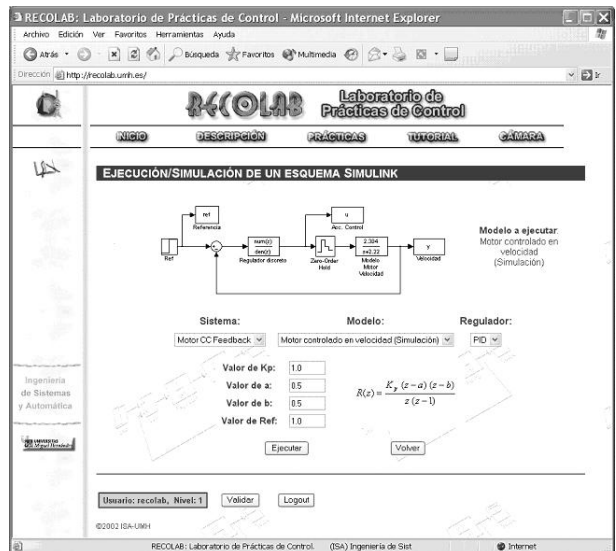 RECOLAB: Laboratorio de Prácticas de Control - Microsoft Internet Explorer
Archivo Edición Ver Favoritos Herramientas Ayuda
Atrás Búsqueda Favoritos Multimedia
Dirección http://recolab.umh.es/ Ir
RECOLAB Laboratorio de
Prácticas de Control
INICIO DESCRIPCIÓN PRÁCTICAS TUTORIAL CÁMARA
EJECUCIÓN/SIMULACIÓN DE UN ESQUEMA SIMULINK
ref
Referencia
u
Acc. Control
Ref
num(z)
den(z)
Regulador discreto
Zero-Order
Hold
2.304
s+2.22
Modelo
Motor
Velocidad
y
Velocidad
Modelo a ejecutar:
Motor controlado en
velocidad
(Simulación)
Sistema: Modelo: Regulador:
Motor CC Feedback Motor controlado en velocidad (Simulación) PID
Valor de Kp: 1.0
Valor de a: 0.5
Valor de b: 0.5
Valor de Ref: 1.0
R(z) = K_p (z-a) (z-b) / z (z-1)
Ejecutar Volver
Ingeniería
de Sistemas
y Automática
UNIVERSITAS
Miguel Hernández
Usuario: recolab, Nivel: 1 Validar Logout
©2002 ISA-UMH
RECOLAB: Laboratorio de Prácticas de Control. (ISA) Ingeniería de Sist Internet